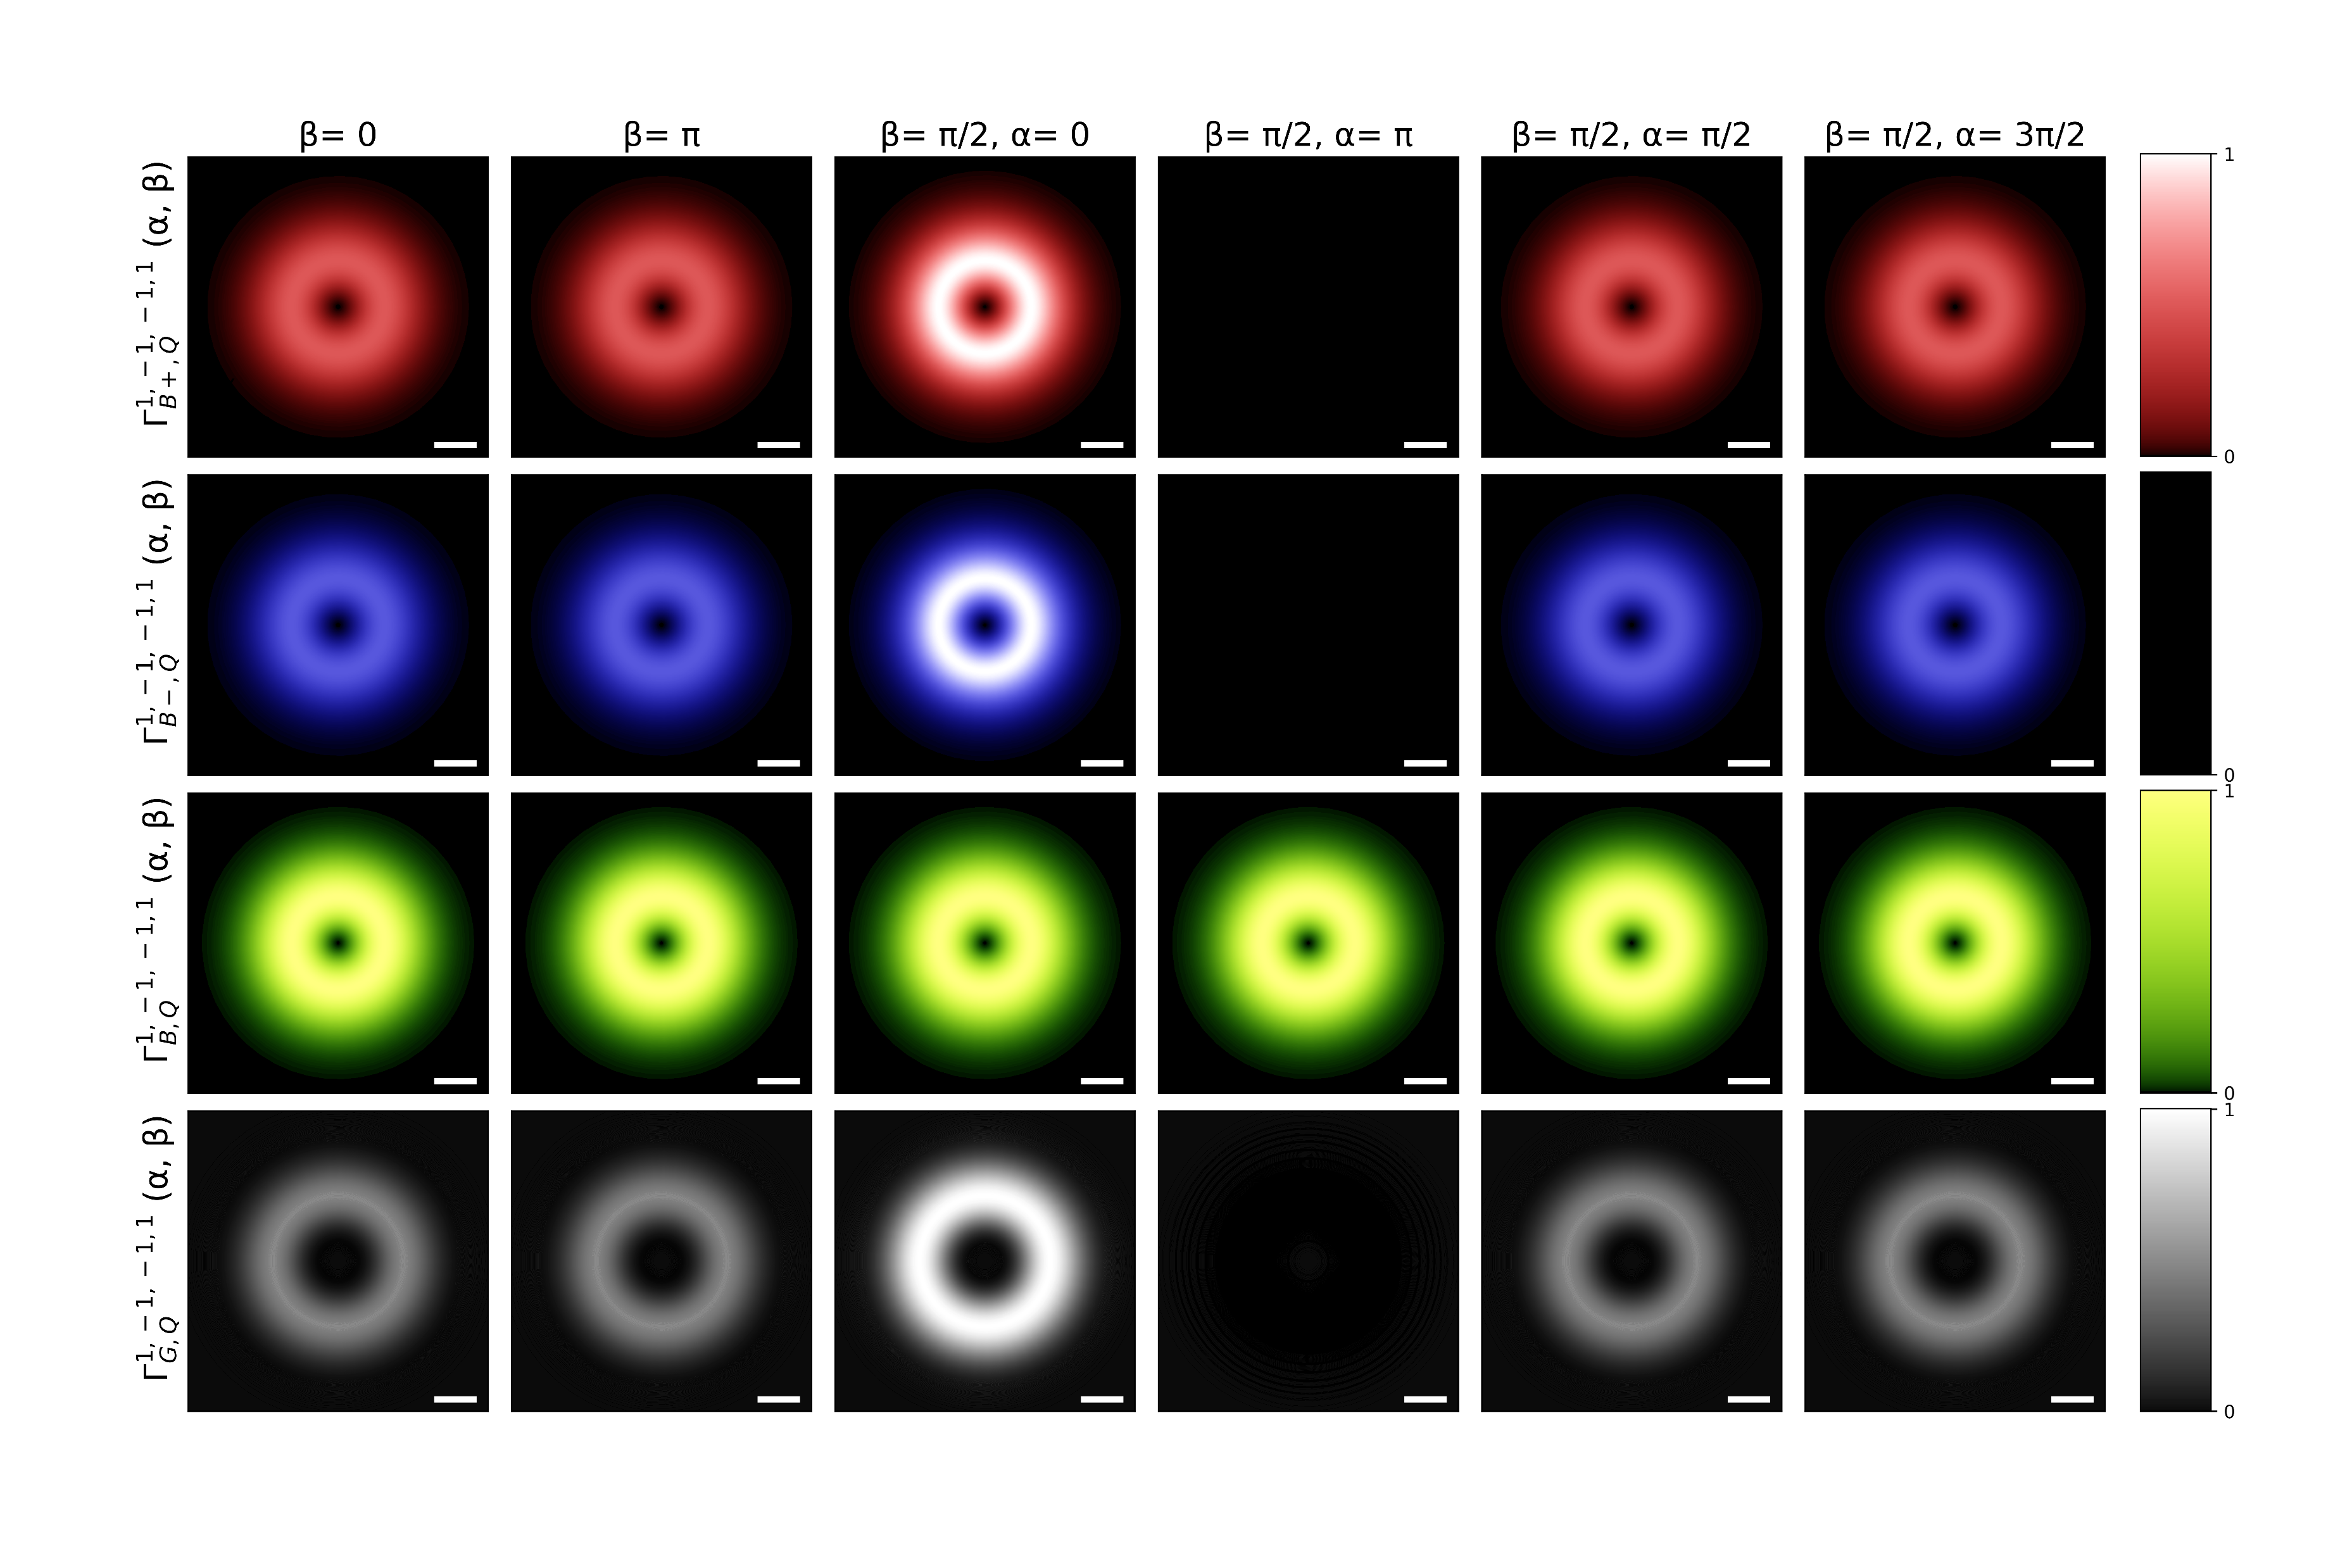 β= 0
β= π
β= π/2, α= 0
β= π/2, α= π
β= π/2, α= π/2
β= π/2, α= 3π/2
Γ^{1,−1,−1,1}_{B+,Q} (α, β)
1
0
Γ^{1,−1,−1,1}_{B−,Q} (α, β)
0
Γ^{1,−1,−1,1}_{B,Q} (α, β)
1
0
Γ^{1,−1,−1,1}_{G,Q} (α, β)
1
0